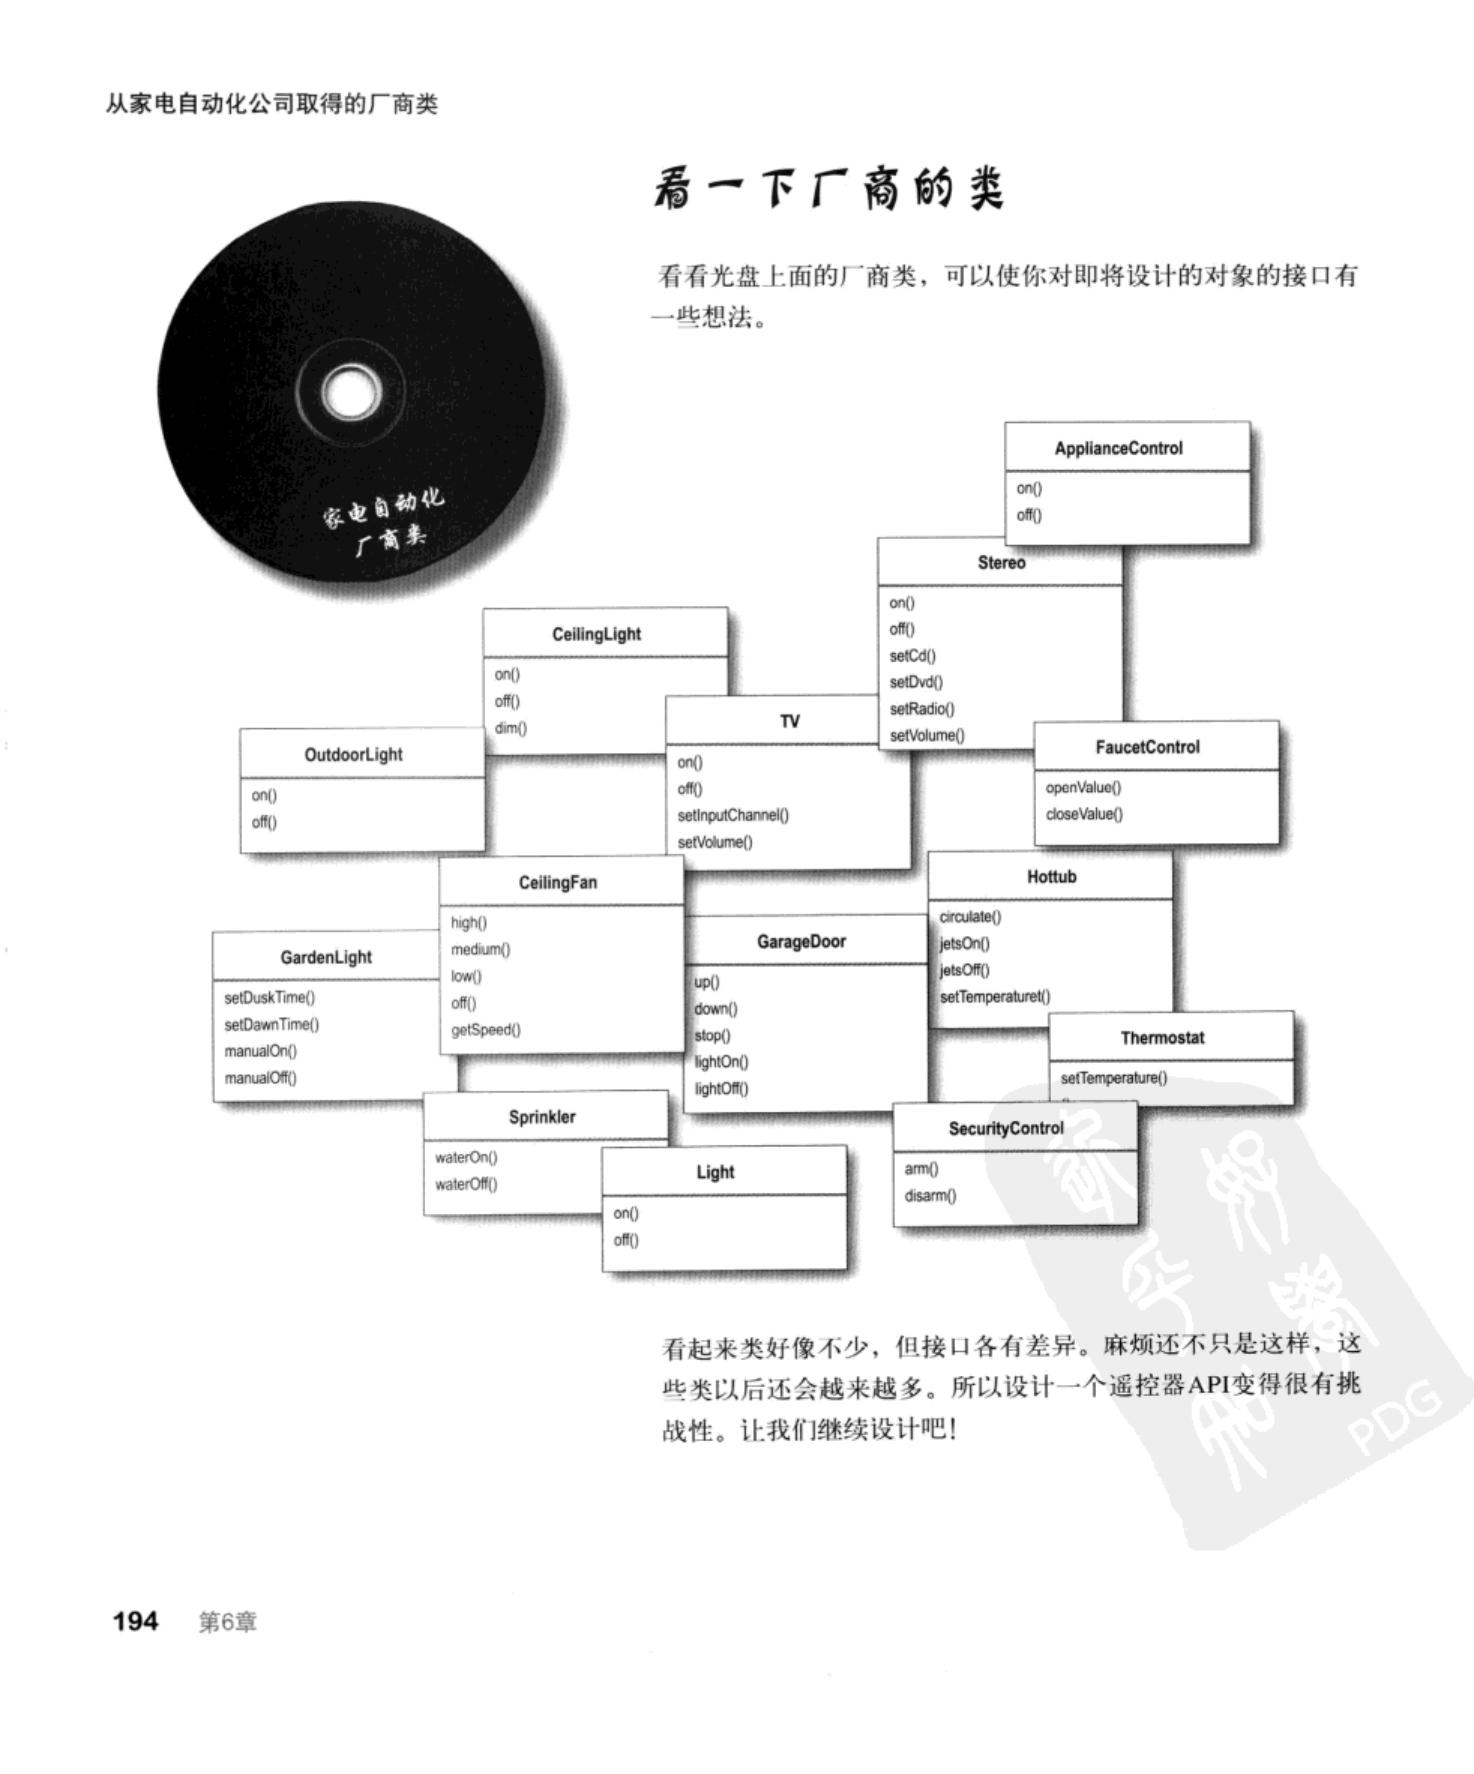 从家电自动化公司取得的厂商类
看一下厂商的类
看看光盘上面的厂商类，可以使你对即将设计的对象的接口有
一些想法。
家电自动化
厂商类
ApplianceControl
on()
off()
Stereo
on()
off()
setCd()
setDvd()
setRadio()
setVolume()
CeilingLight
on()
off()
dim()
TV
on()
off()
setInputChannel()
setVolume()
OutdoorLight
on()
off()
FaucetControl
openValue()
closeValue()
CeilingFan
high()
medium()
low()
off()
getSpeed()
Hottub
circulate()
jetsOn()
jetsOff()
setTemperaturet()
GardenLight
setDuskTime()
setDawnTime()
manualOn()
manualOff()
GarageDoor
up()
down()
stop()
lightOn()
lightOff()
Thermostat
setTemperature()
Sprinkler
waterOn()
waterOff()
Light
on()
off()
SecurityControl
arm()
disarm()
看起来类好像不少，但接口各有差异。麻烦还不只是这样，这
些类以后还会越来越多。所以设计一个遥控器API变得很有挑
战性。让我们继续设计吧！
PDG
194 第6章